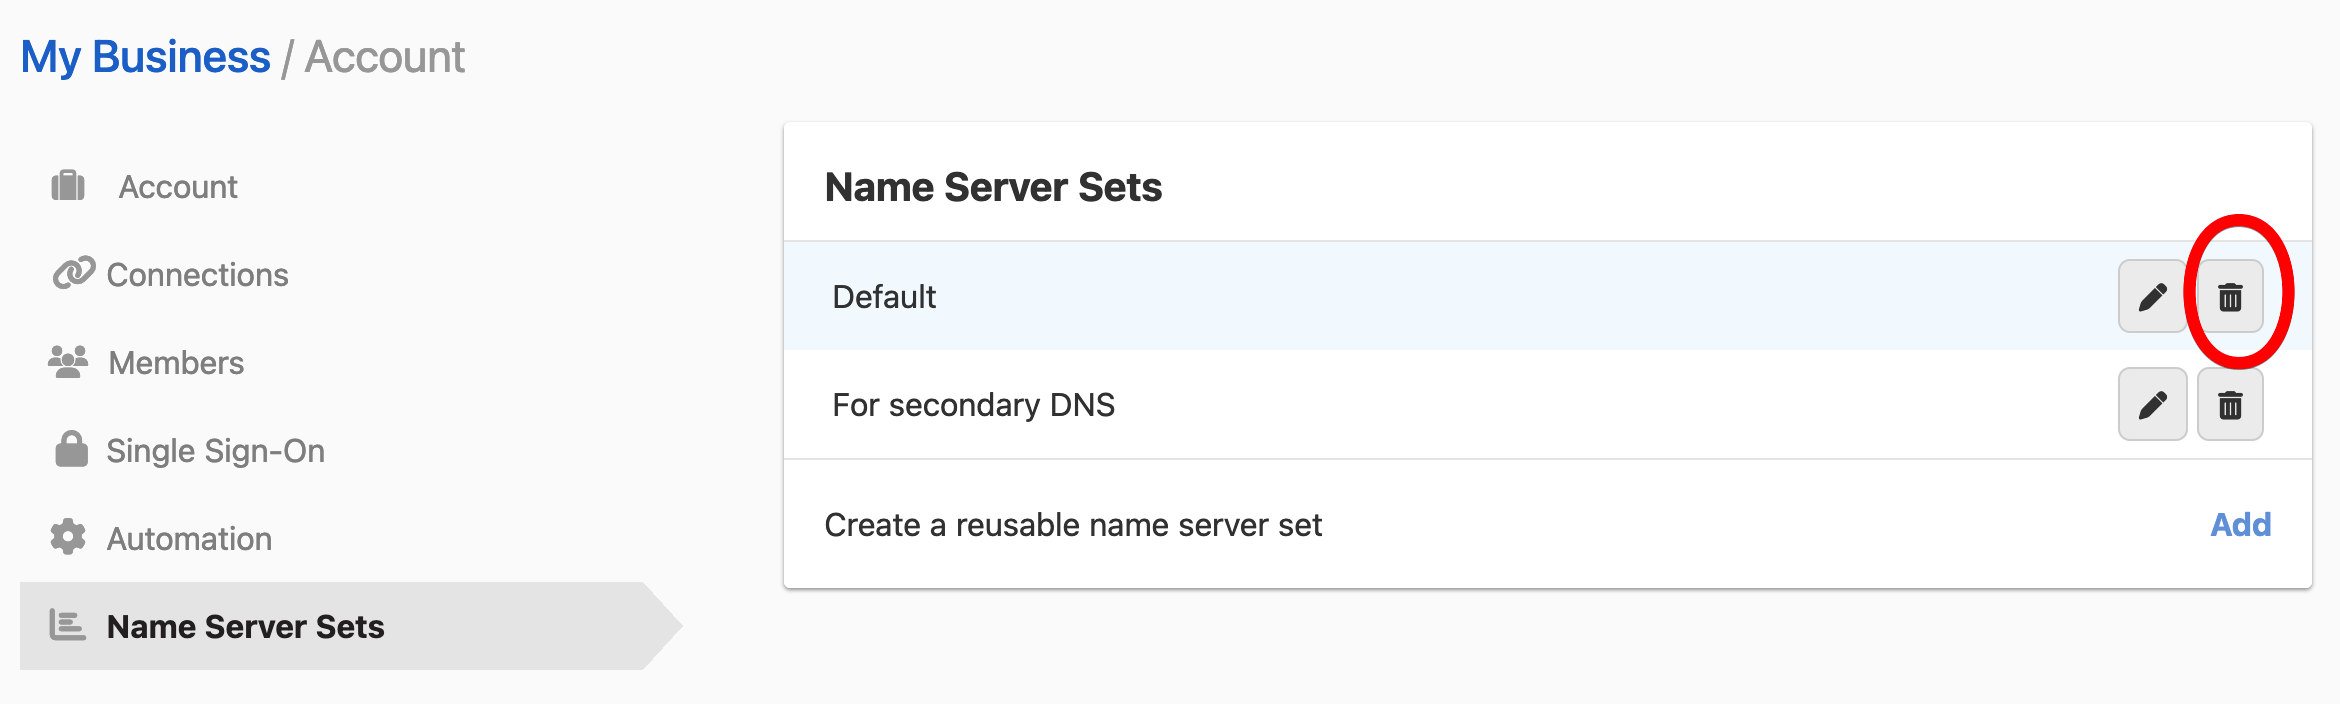 My Business / Account
Account
Connections
Members
Single Sign-On
Automation
Name Server Sets
Name Server Sets
Default
For secondary DNS
Create a reusable name server set Add